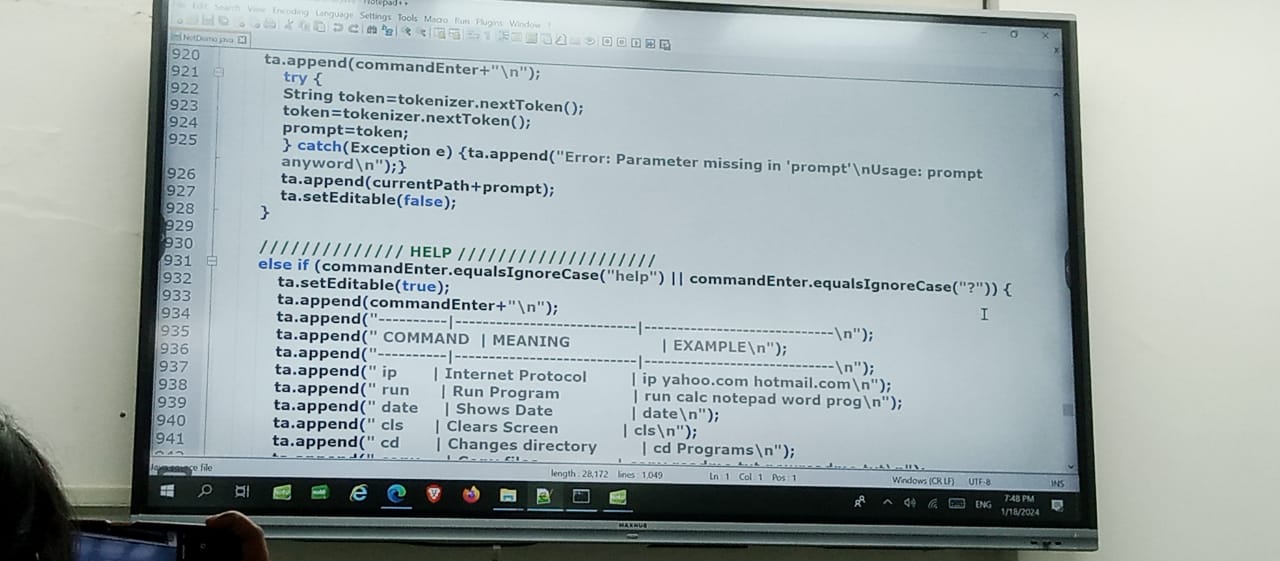 Notepad++
Edit Search View Encoding Language Settings Tools Macro Run Plugins Window ?
NetDemo.java
920 ta.append(commandEnter+"\n");
921 try {
922 String token=tokenizer.nextToken();
923 token=tokenizer.nextToken();
924 prompt=token;
925 } catch(Exception e) {ta.append("Error: Parameter missing in 'prompt'\nUsage: prompt
anyword\n");}
926 ta.append(currentPath+prompt);
927 ta.setEditable(false);
928 }
929
930 ////////////// HELP ///////////////////
931 else if (commandEnter.equalsIgnoreCase("help") || commandEnter.equalsIgnoreCase("?")) {
932 ta.setEditable(true);
933 ta.append(commandEnter+"\n");
934 ta.append("----------|--------------------------|---------------------------\n");
935 ta.append(" COMMAND | MEANING | EXAMPLE\n");
936 ta.append("----------|--------------------------|---------------------------\n");
937 ta.append(" ip | Internet Protocol | ip yahoo.com hotmail.com\n");
938 ta.append(" run | Run Program | run calc notepad word prog\n");
939 ta.append(" date | Shows Date | date\n");
940 ta.append(" cls | Clears Screen | cls\n");
941 ta.append(" cd | Changes directory | cd Programs\n");
Java source file length : 28,172 lines : 1,049 Ln : 1 Col : 1 Pos : 1 Windows (CR LF) UTF-8 INS
ENG 7:48 PM
1/18/2024
MAXHUB